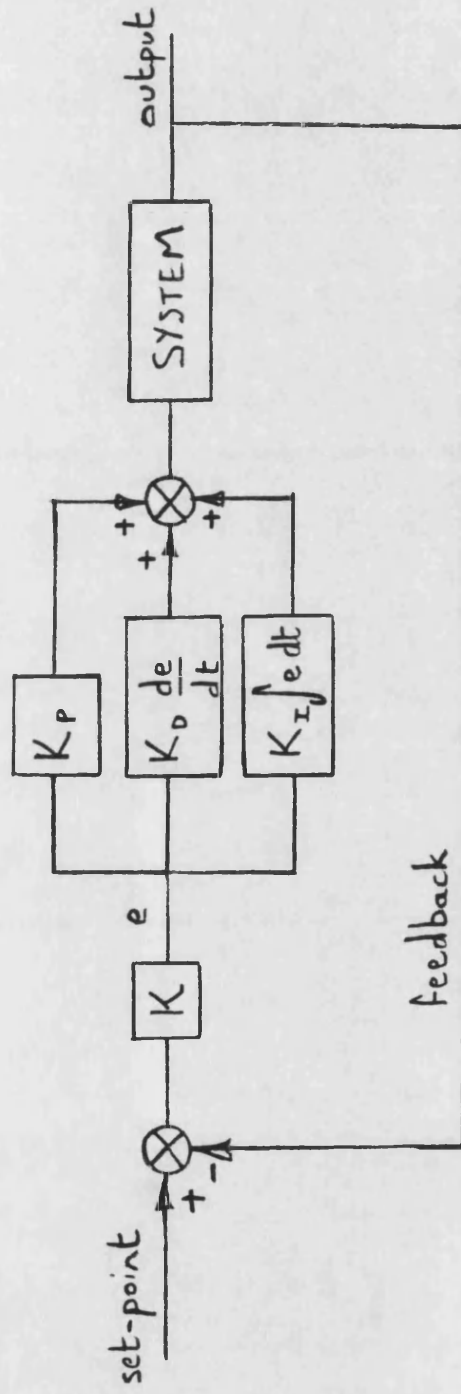 set-point
+
-
K
e
K_P
K_D de/dt
K_I ∫e dt
+
+
+
SYSTEM
output
feedback